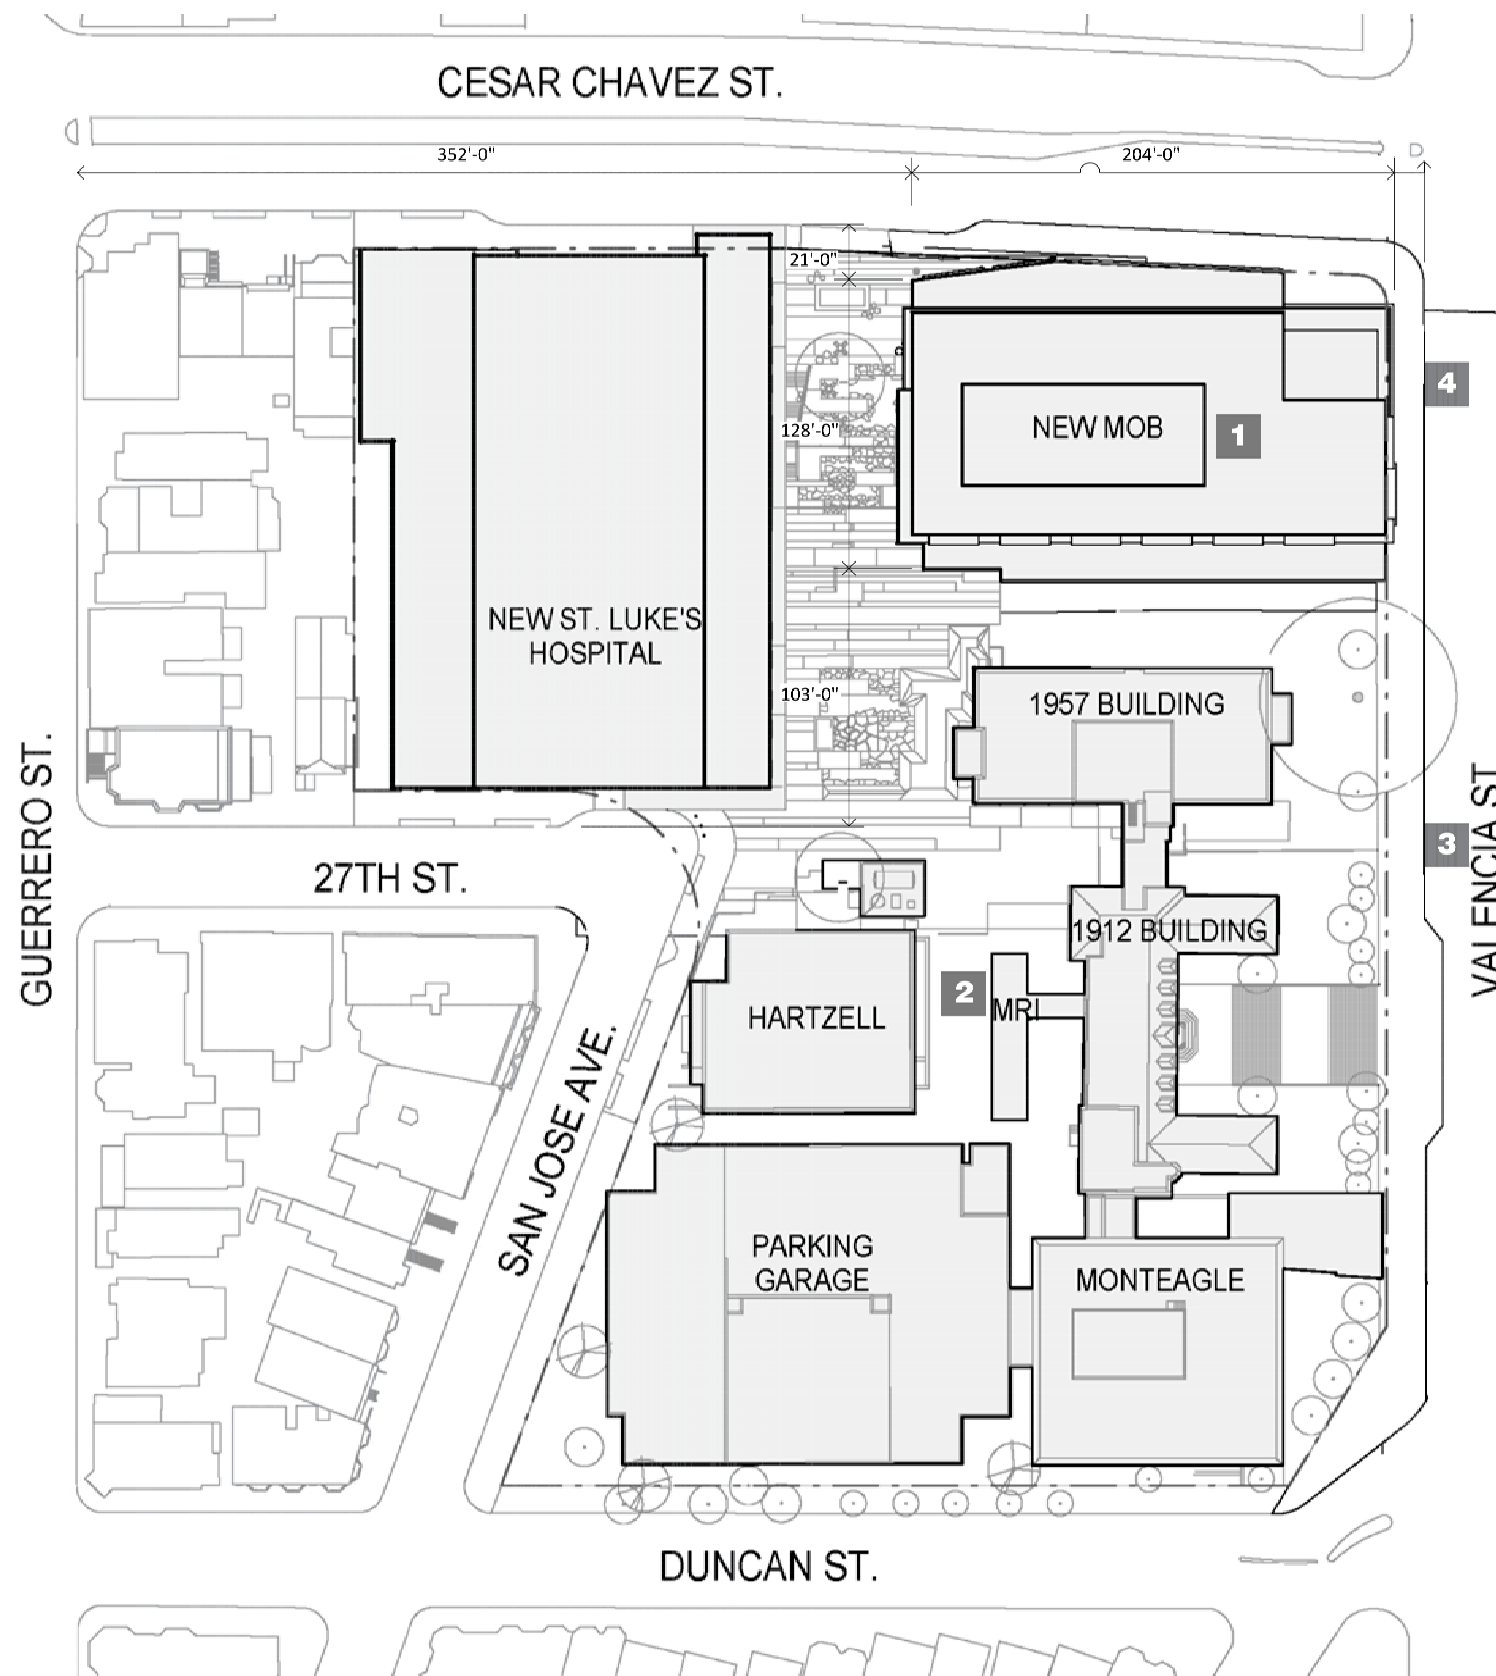 CESAR CHAVEZ ST.
352'-0"
204'-0"
21'-0"
4
NEW MOB
1
128'-0"
NEW ST. LUKE'S
HOSPITAL
103'-0"
1957 BUILDING
GUERRERO ST.
VALENCIA ST
3
27TH ST.
1912 BUILDING
2
MRI
HARTZELL
SAN JOSE AVE.
PARKING
GARAGE
MONTEAGLE
DUNCAN ST.